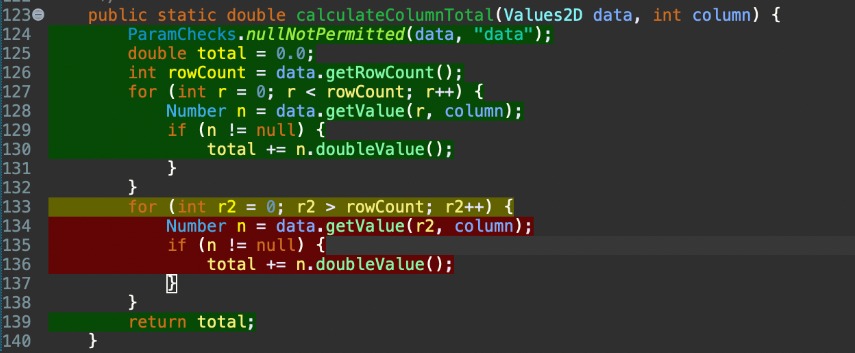 123 public static double calculateColumnTotal(Values2D data, int column) {
124 ParamChecks.nullNotPermitted(data, "data");
125 double total = 0.0;
126 int rowCount = data.getRowCount();
127 for (int r = 0; r < rowCount; r++) {
128 Number n = data.getValue(r, column);
129 if (n != null) {
130 total += n.doubleValue();
131 }
132 }
133 for (int r2 = 0; r2 > rowCount; r2++) {
134 Number n = data.getValue(r2, column);
135 if (n != null) {
136 total += n.doubleValue();
137 }
138 }
139 return total;
140 }